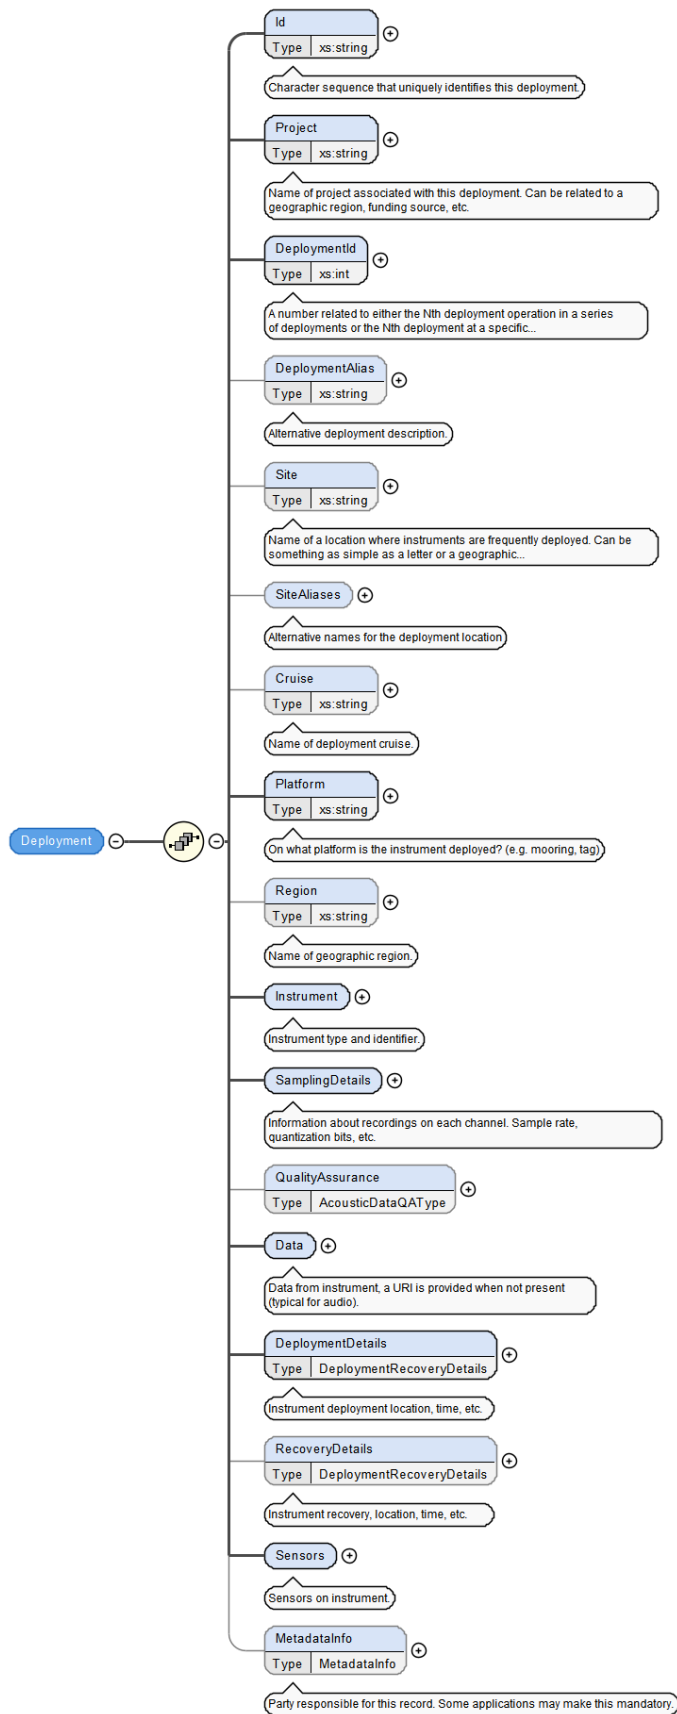 Id
Type xs:string
Character sequence that uniquely identifies this deployment.
Project
Type xs:string
Name of project associated with this deployment. Can be related to a
geographic region, funding source, etc.
DeploymentId
Type xs:int
A number related to either the Nth deployment operation in a series
of deployments or the Nth deployment at a specific...
DeploymentAlias
Type xs:string
Alternative deployment description.
Site
Type xs:string
Name of a location where instruments are frequently deployed. Can be
something as simple as a letter or a geographic...
SiteAliases
Alternative names for the deployment location
Cruise
Type xs:string
Name of deployment cruise.
Platform
Type xs:string
Deployment
On what platform is the instrument deployed? (e.g. mooring, tag)
Region
Type xs:string
Name of geographic region.
Instrument
Instrument type and identifier.
SamplingDetails
Information about recordings on each channel. Sample rate,
quantization bits, etc.
QualityAssurance
Type AcousticDataQAType
Data
Data from instrument, a URI is provided when not present
(typical for audio).
DeploymentDetails
Type DeploymentRecoveryDetails
Instrument deployment location, time, etc.
RecoveryDetails
Type DeploymentRecoveryDetails
Instrument recovery, location, time, etc.
Sensors
Sensors on instrument.
MetadataInfo
Type MetadataInfo
Party responsible for this record. Some applications may make this mandatory.